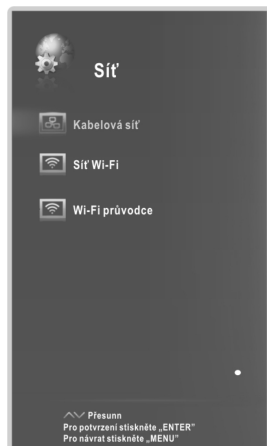 Síť
Kabelová síť
Síť Wi-Fi
Wi-Fi průvodce
Přesunn
Pro potvrzení stiskněte „ENTER”
Pro návrat stiskněte „MENU”